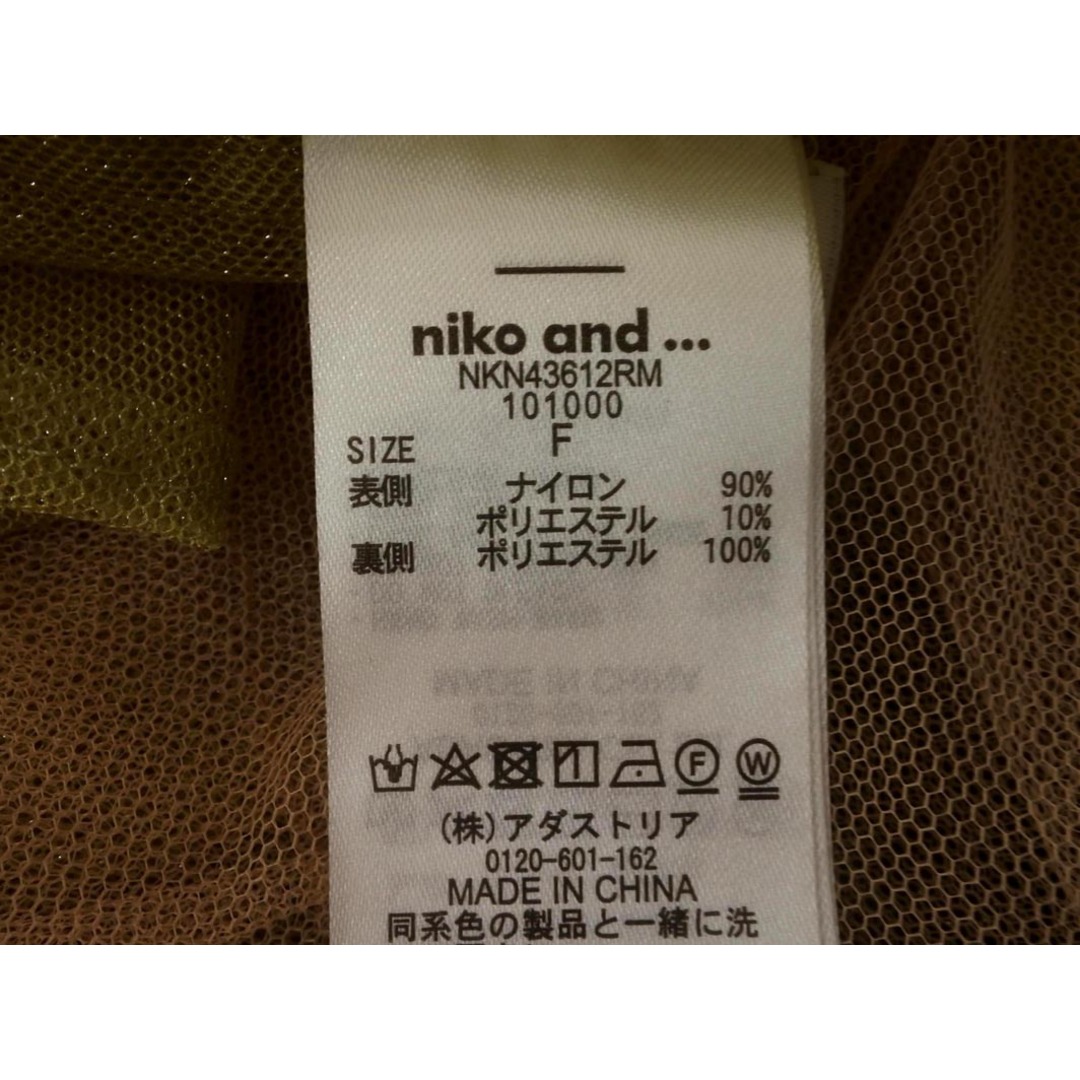 niko and ...
NKN43612RM
101000
SIZE F
表側 ナイロン 90%
ポリエステル 10%
裏側 ポリエステル 100%
F W
(株)アダストリア
0120-601-162
MADE IN CHINA
同系色の製品と一緒に洗